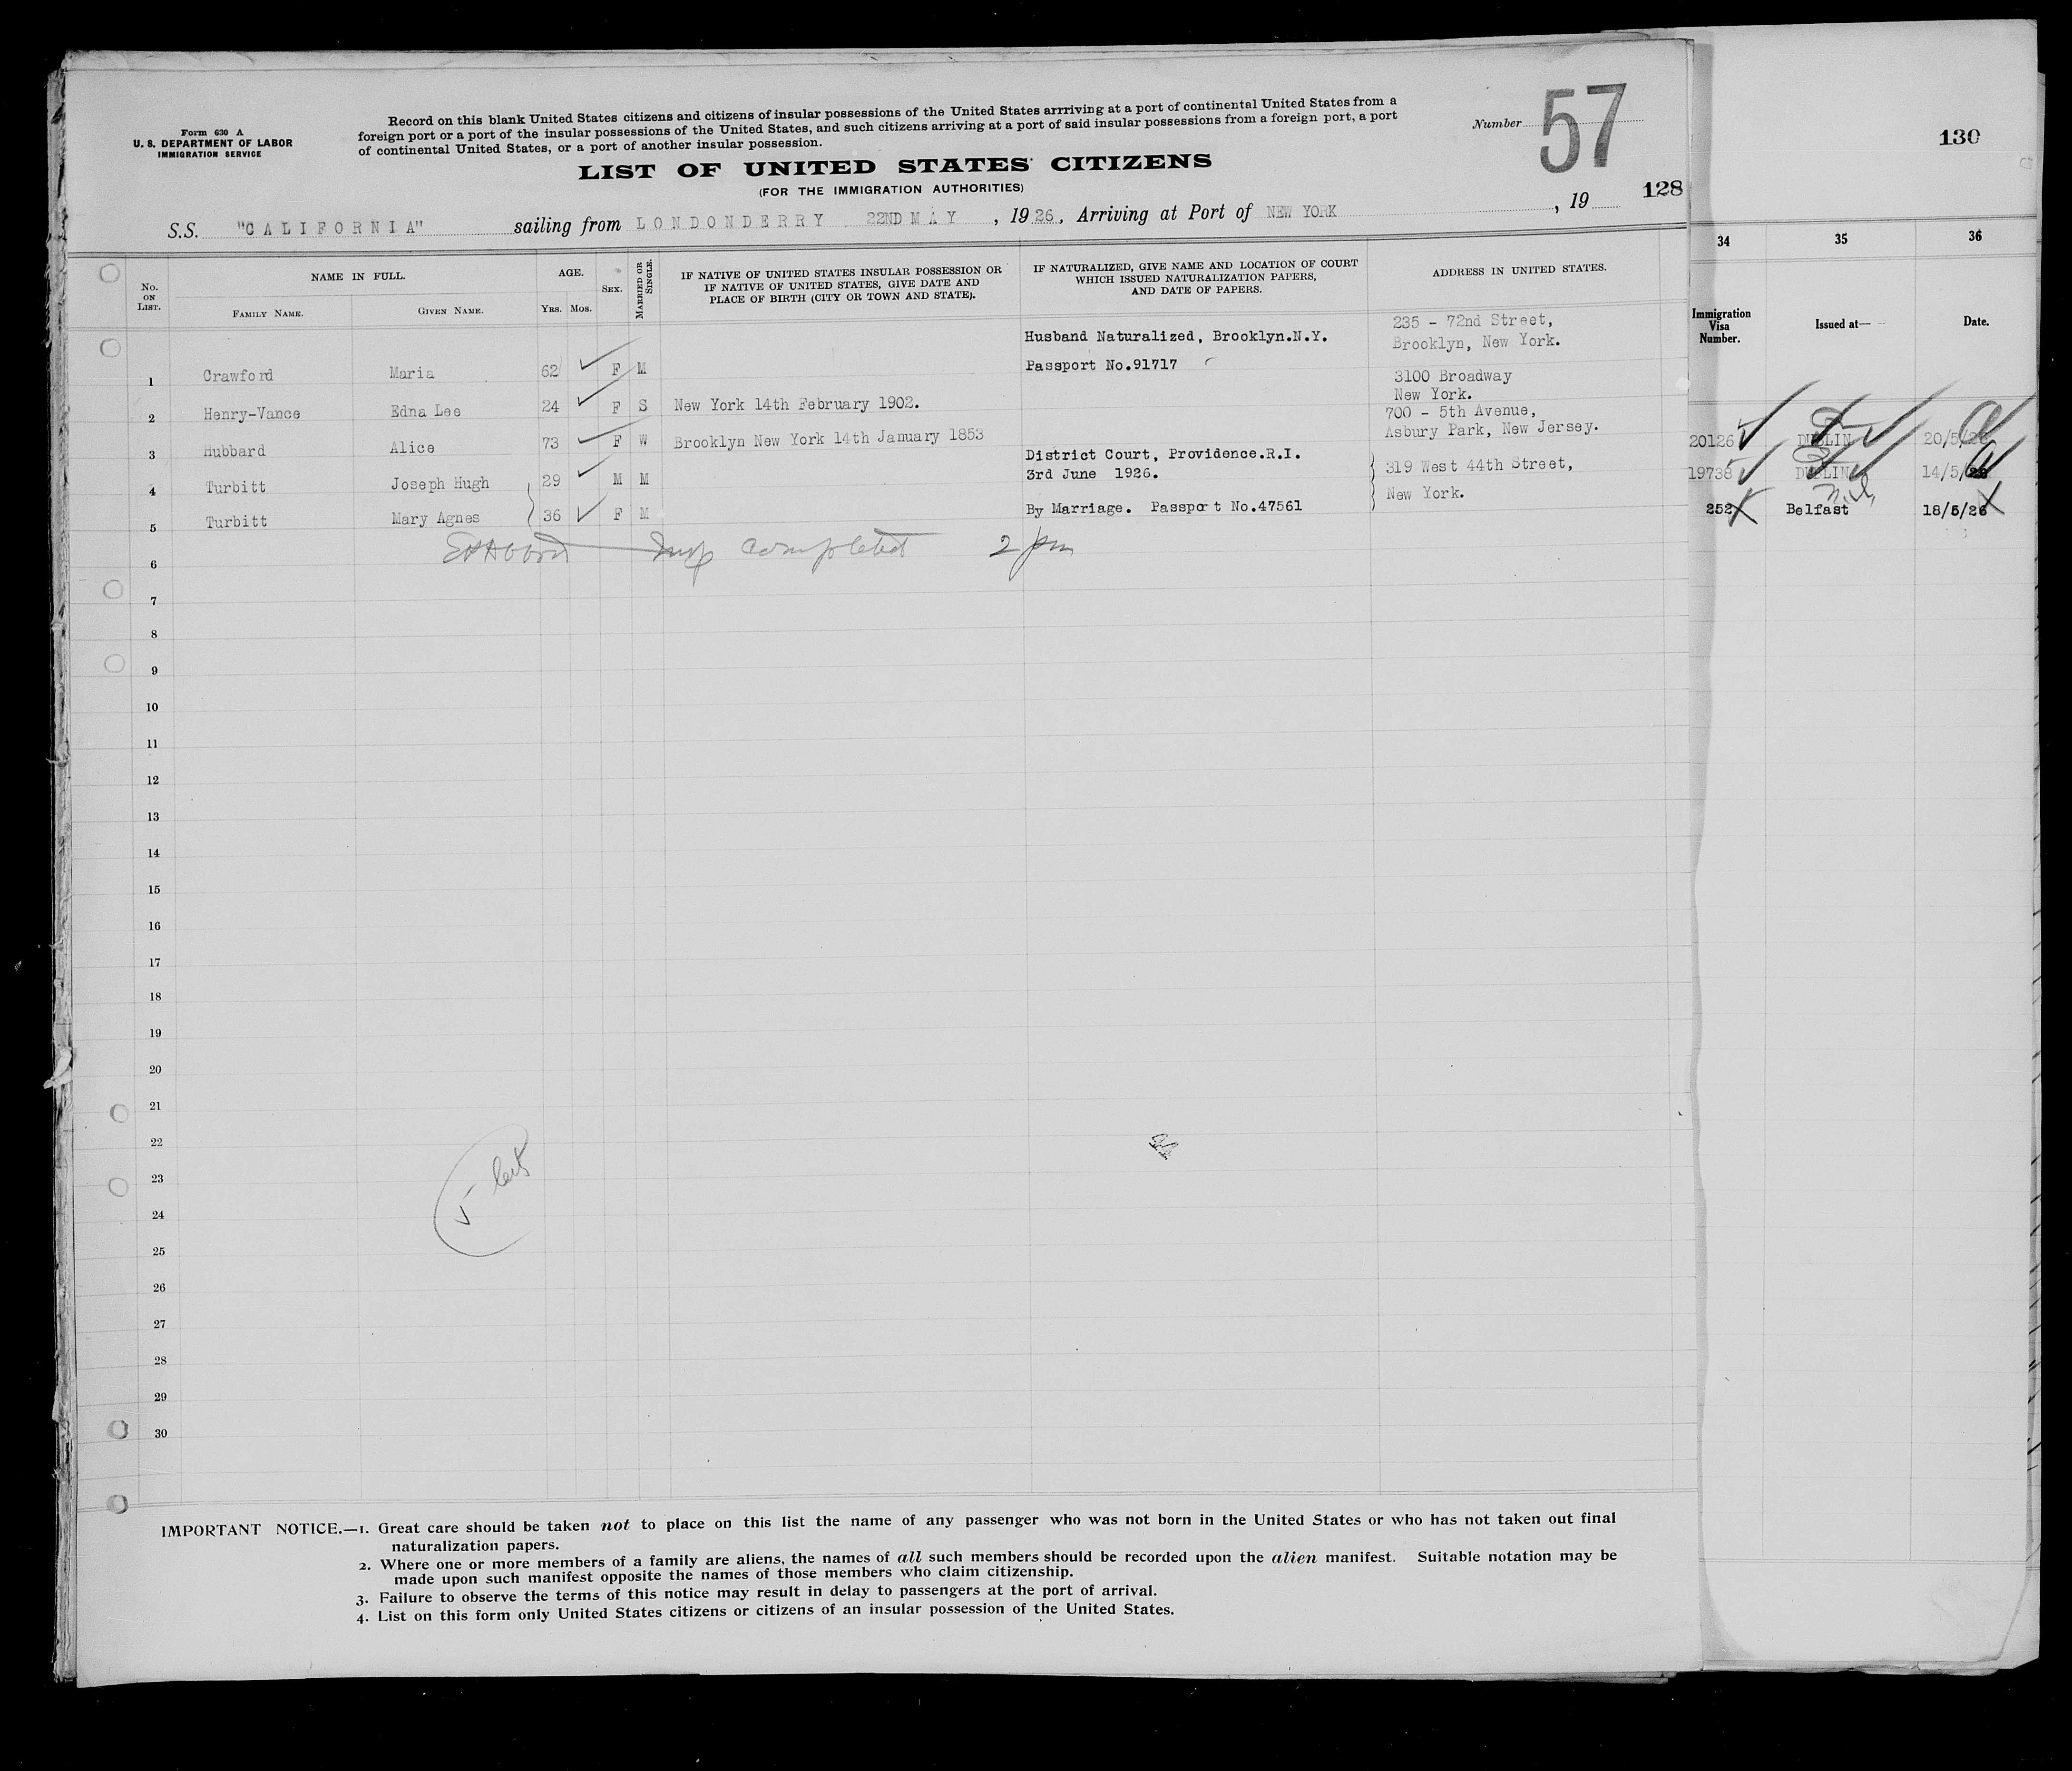 Form 630 A
U. S. DEPARTMENT OF LABOR
IMMIGRATION SERVICE
Record on this blank United States citizens and citizens of insular possessions of the United States arrriving at a port of continental United States from a
foreign port or a port of the insular possessions of the United States, and such citizens arriving at a port of said insular possessions from a foreign port, a port
of continental United States, or a port of another insular possession.
Number 57
LIST OF UNITED STATES CITIZENS
(FOR THE IMMIGRATION AUTHORITIES)
128
S.S. "CALIFORNIA" sailing from LONDONDERRY 22ND MAY, 1926, Arriving at Port of NEW YORK , 19
No. ON LIST.
NAME IN FULL.
FAMILY NAME.
GIVEN NAME.
AGE.
YRS. MOS.
SEX.
MARRIED OR SINGLE.
IF NATIVE OF UNITED STATES INSULAR POSSESSION OR
IF NATIVE OF UNITED STATES, GIVE DATE AND
PLACE OF BIRTH (CITY OR TOWN AND STATE).
IF NATURALIZED, GIVE NAME AND LOCATION OF COURT
WHICH ISSUED NATURALIZATION PAPERS,
AND DATE OF PAPERS.
ADDRESS IN UNITED STATES.
1 Crawford Maria 62 F M Husband Naturalized, Brooklyn.N.Y. 235 - 72nd Street,
Passport No.91717 Brooklyn, New York.
2 Henry-Vance Edna Lee 24 F S New York 14th February 1902. 3100 Broadway
New York.
3 Hubbard Alice 73 F W Brooklyn New York 14th January 1853 700 - 5th Avenue,
Asbury Park, New Jersey.
4 Turbitt Joseph Hugh 29 M M District Court, Providence.R.I.
3rd June 1926. 319 West 44th Street,
New York.
5 Turbitt Mary Agnes 36 F M By Marriage. Passport No.47561
6 Insp completed 2 pm
7
8
9
10
11
12
13
14
15
16
17
18
19
20
21
22
23
24
25
26
27
28
29
30
IMPORTANT NOTICE.—1. Great care should be taken not to place on this list the name of any passenger who was not born in the United States or who has not taken out final
naturalization papers.
2. Where one or more members of a family are aliens, the names of all such members should be recorded upon the alien manifest. Suitable notation may be
made upon such manifest opposite the names of those members who claim citizenship.
3. Failure to observe the terms of this notice may result in delay to passengers at the port of arrival.
4. List on this form only United States citizens or citizens of an insular possession of the United States.
130
34 35 36
Immigration Visa Number.
Issued at—
Date.
20126 DUBLIN 20/5/26
19738 DUBLIN 14/5/26
252 Belfast 18/5/26